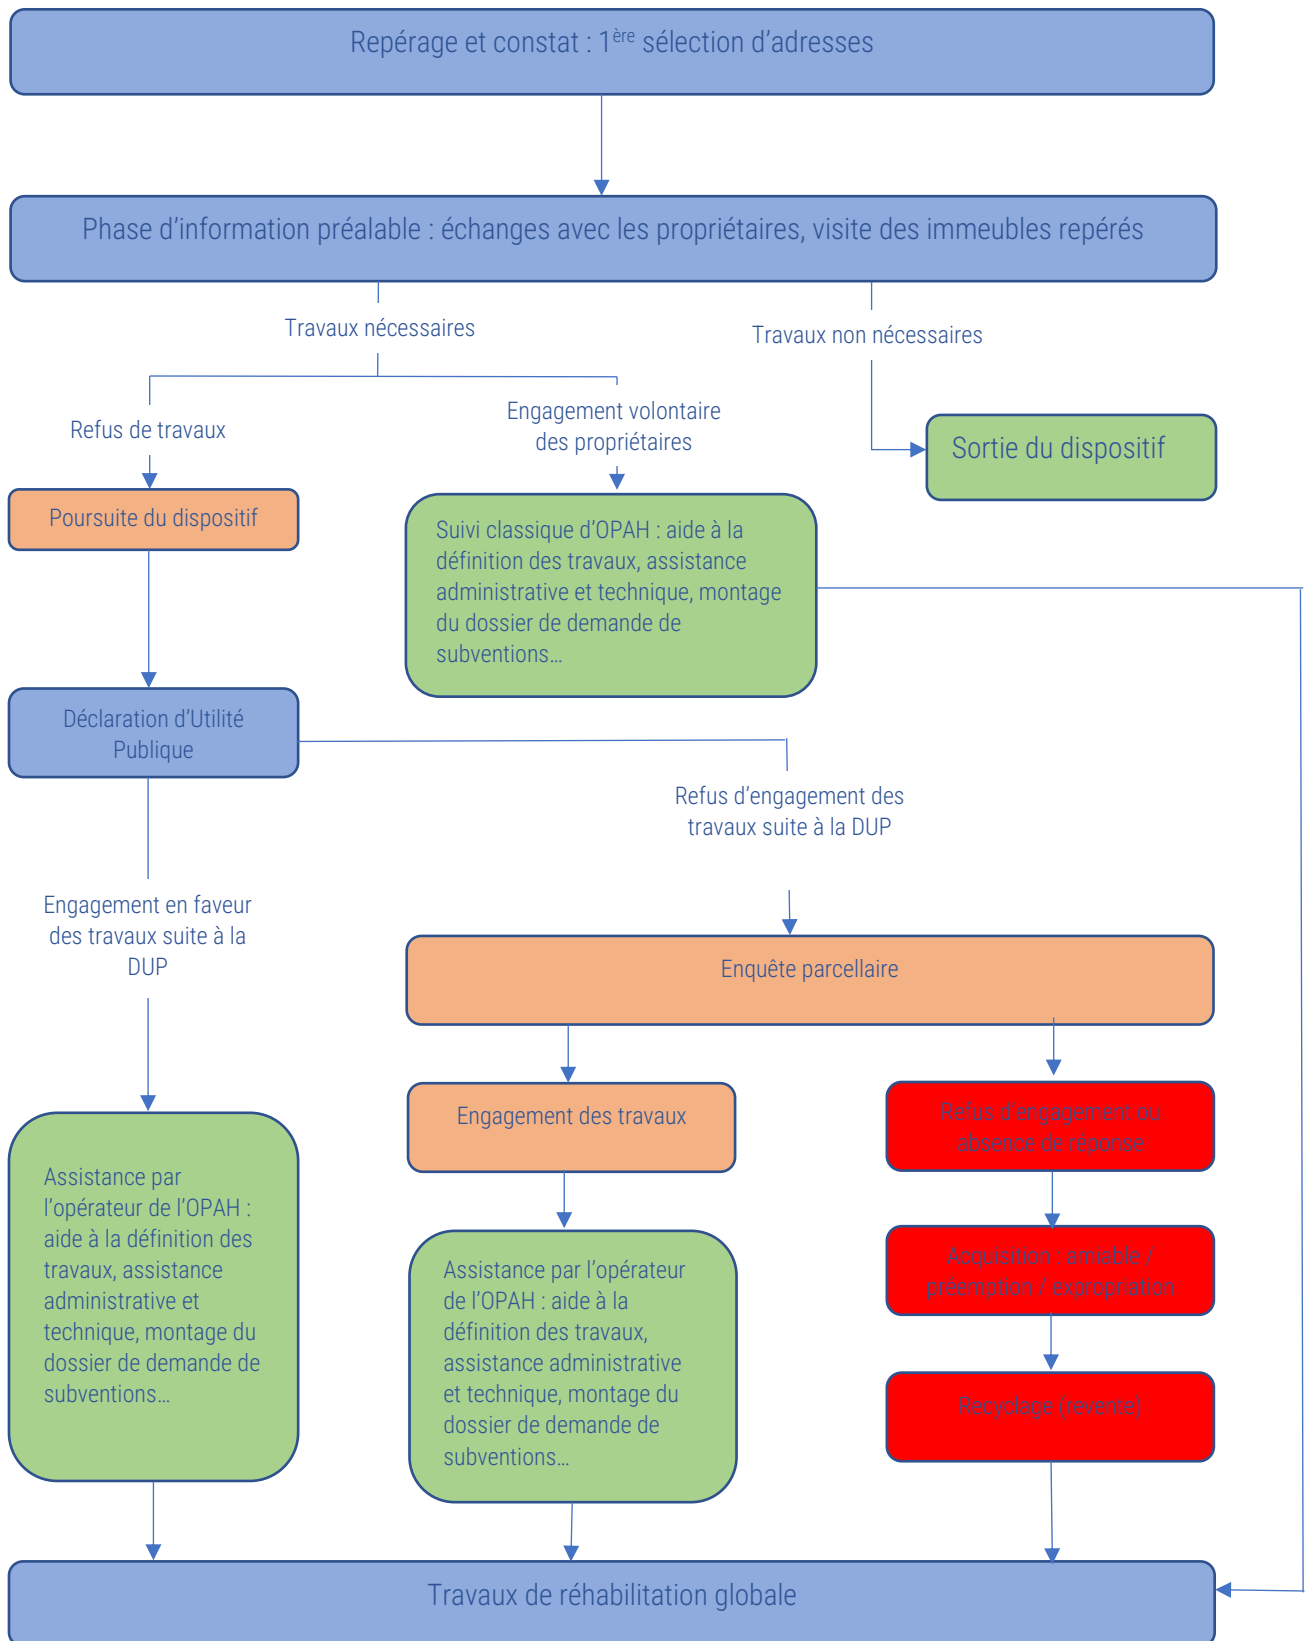 Repérage et constat : 1ère sélection d’adresses
Phase d’information préalable : échanges avec les propriétaires, visite des immeubles repérés
Travaux nécessaires
Travaux non nécessaires
Refus de travaux
Engagement volontaire
des propriétaires
Sortie du dispositif
Poursuite du dispositif
Suivi classique d’OPAH : aide à la
définition des travaux, assistance
administrative et technique, montage
du dossier de demande de
subventions…
Déclaration d’Utilité
Publique
Refus d’engagement des
travaux suite à la DUP
Engagement en faveur
des travaux suite à la
DUP
Enquête parcellaire
Engagement des travaux
Refus d’engagement ou
absence de réponse
Assistance par
l’opérateur de l’OPAH :
aide à la définition des
travaux, assistance
administrative et
technique, montage du
dossier de demande de
subventions…
Assistance par l’opérateur
de l’OPAH : aide à la
définition des travaux,
assistance administrative
et technique, montage du
dossier de demande de
subventions…
Acquisition : amiable /
préemption / expropriation
Recyclage (revente)
Travaux de réhabilitation globale